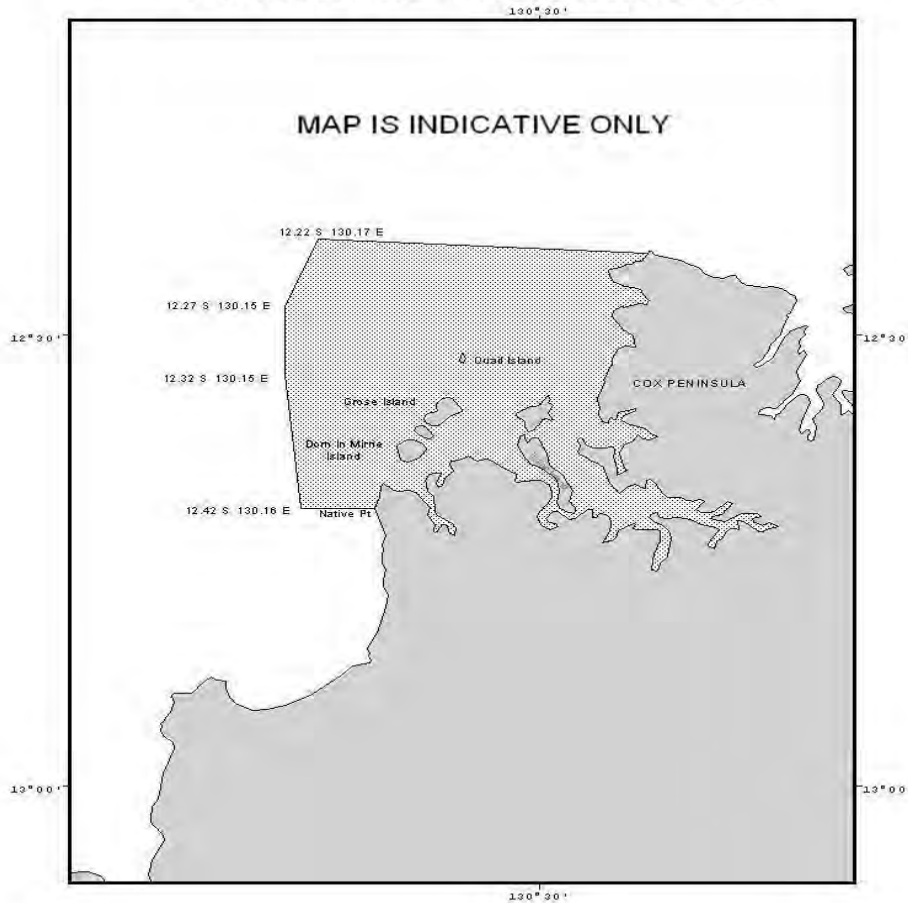 130° 30'
MAP IS INDICATIVE ONLY
12.22 S 130.17 E
12.27 S 130.15 E
12°30'
12°30'
Quail Island
12.32 S 130.15 E
COX PENINSULA
Grose Island
Dum In Mirrie
Island
12.42 S 130.16 E
Native Pt
13°00'
13°00
130°30'